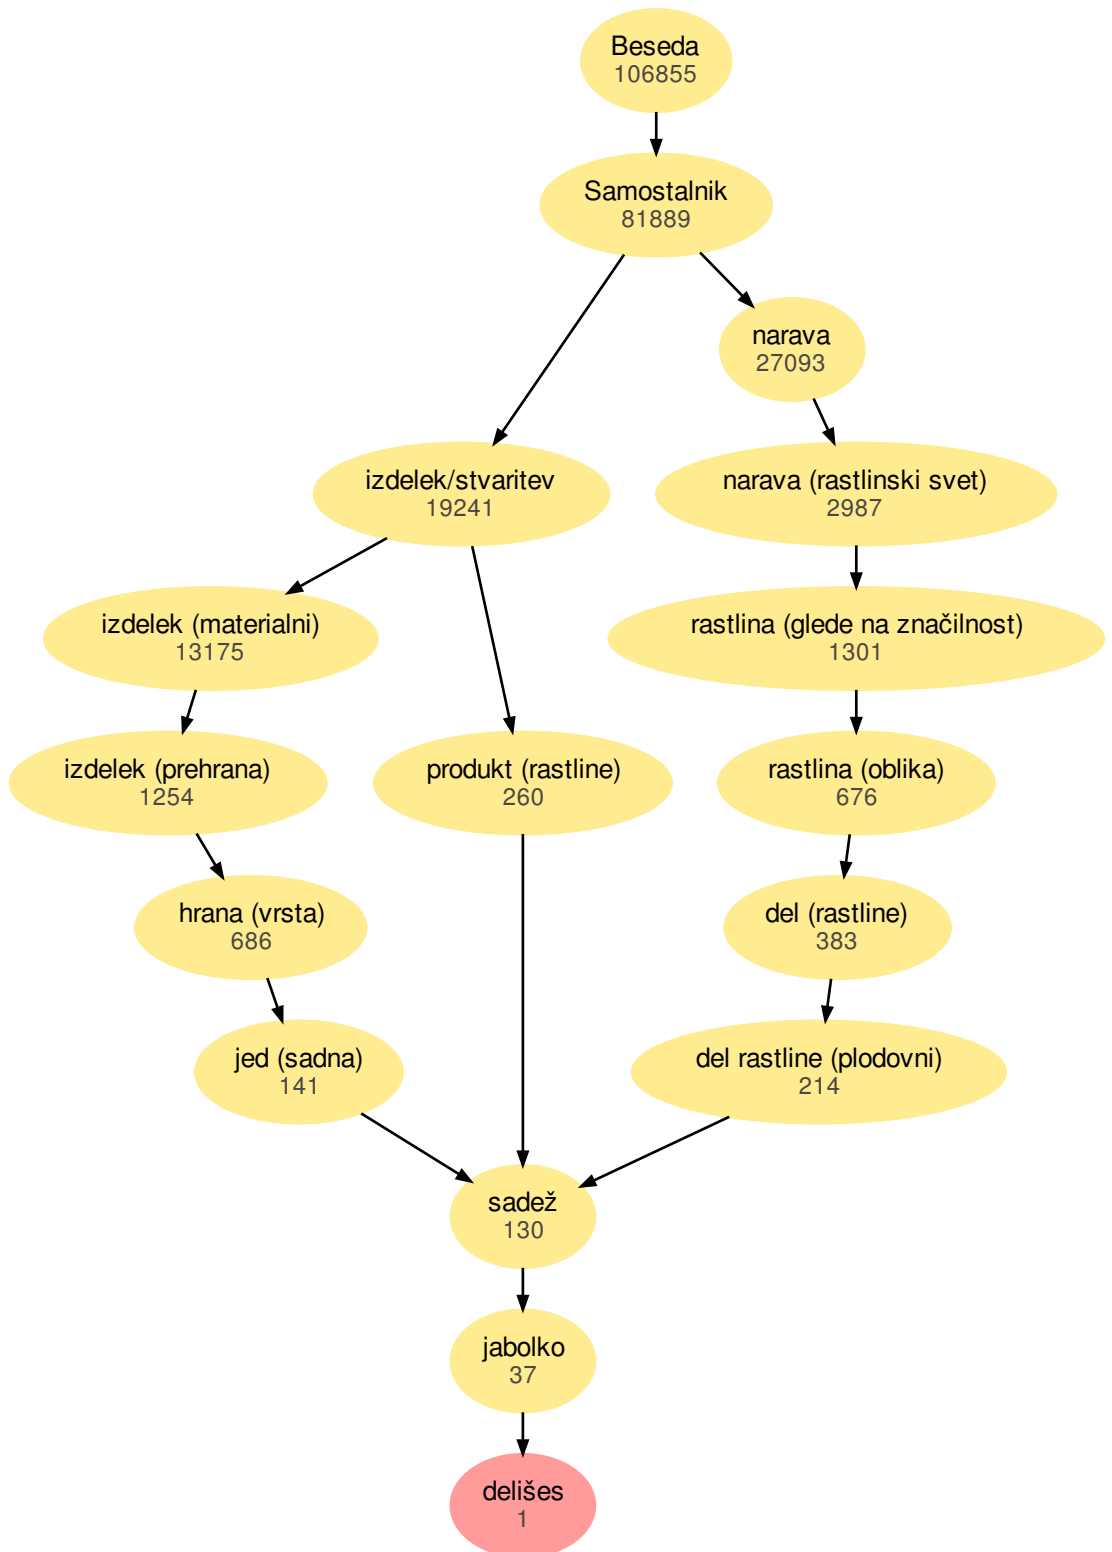 Beseda
106855
Samostalnik
81889
narava
27093
izdelek/stvaritev
19241
narava (rastlinski svet)
2987
izdelek (materialni)
13175
rastlina (glede na značilnost)
1301
izdelek (prehrana)
1254
produkt (rastline)
260
rastlina (oblika)
676
hrana (vrsta)
686
del (rastline)
383
jed (sadna)
141
del rastline (plodovni)
214
sadež
130
jabolko
37
delišes
1